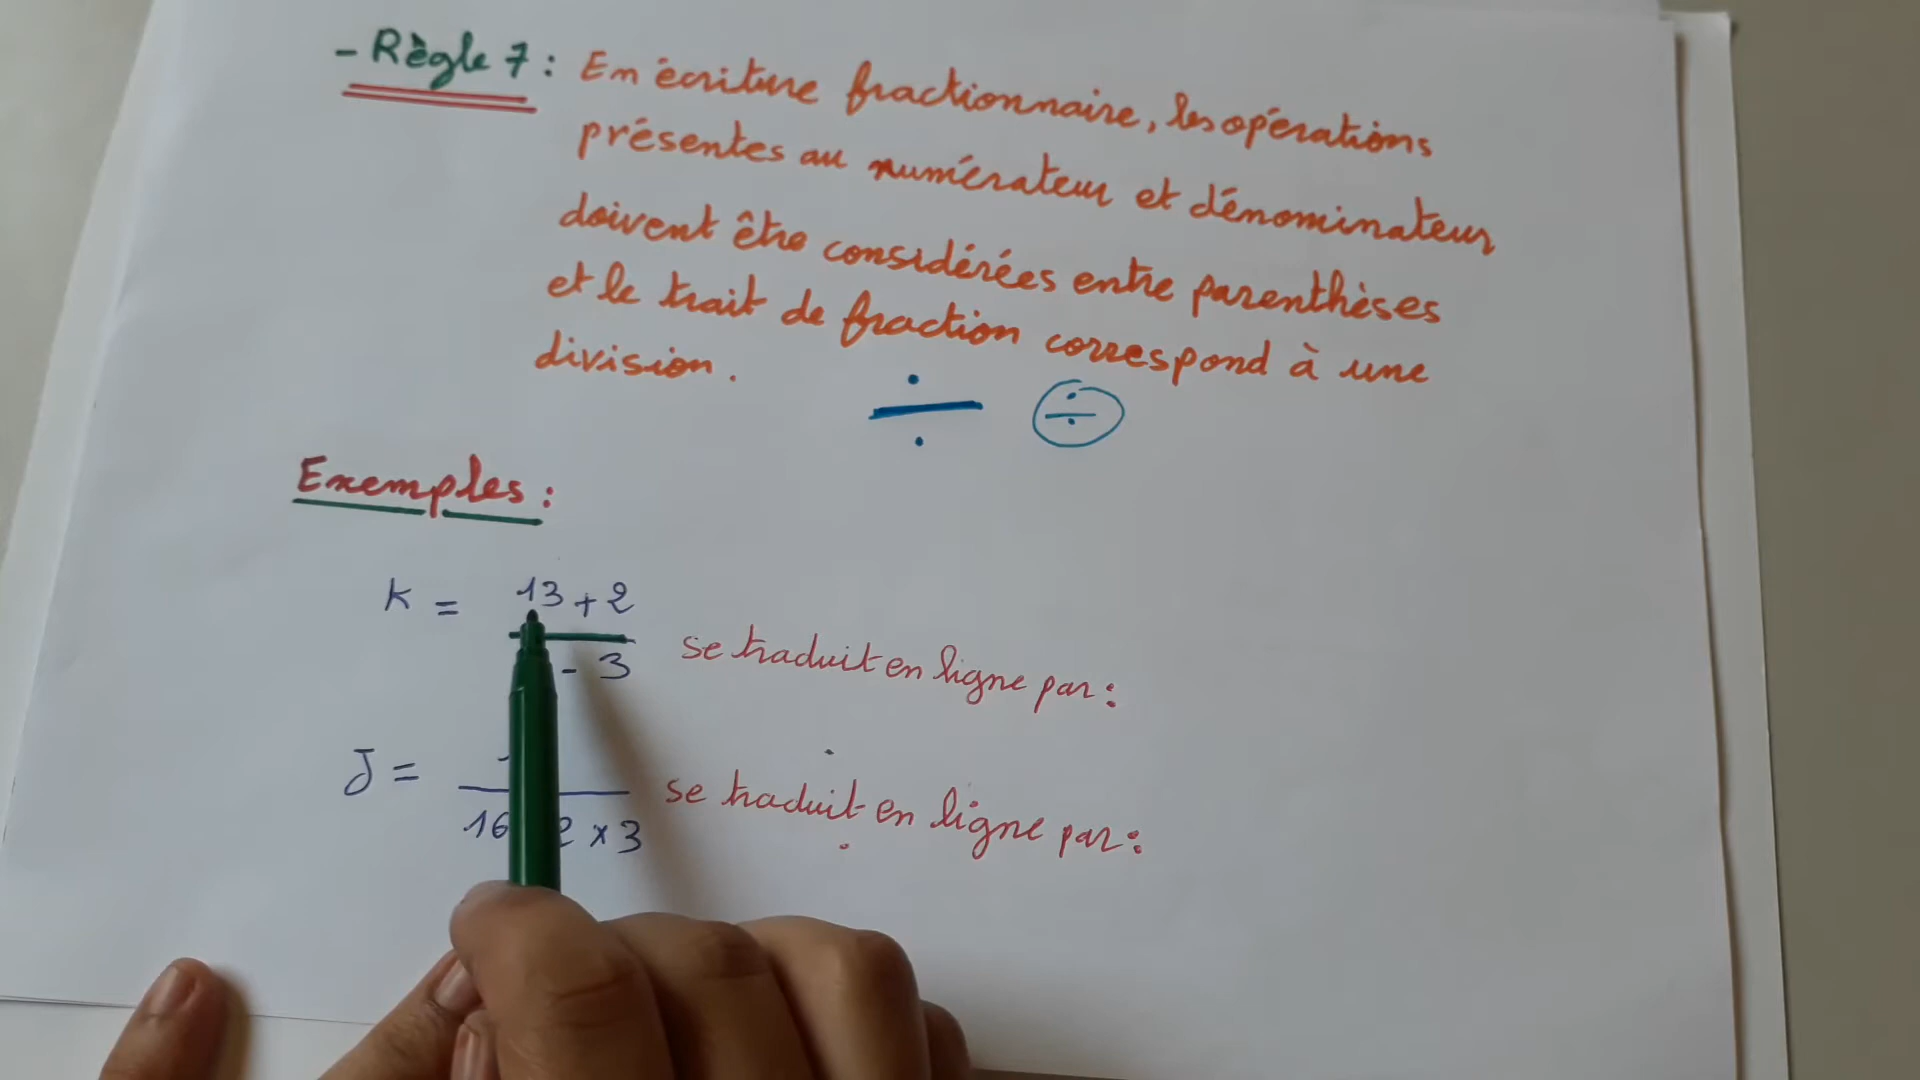 - Règle 7 : En écriture fractionnaire, les opérations
présentes au numérateur et dénominateur
doivent être considérées entre parenthèses
et le trait de fraction correspond à une
division.
÷ ÷
Exemples :
K = 13 + 2
- 3 se traduit en ligne par :
J =
16 2 × 3 se traduit en ligne par :